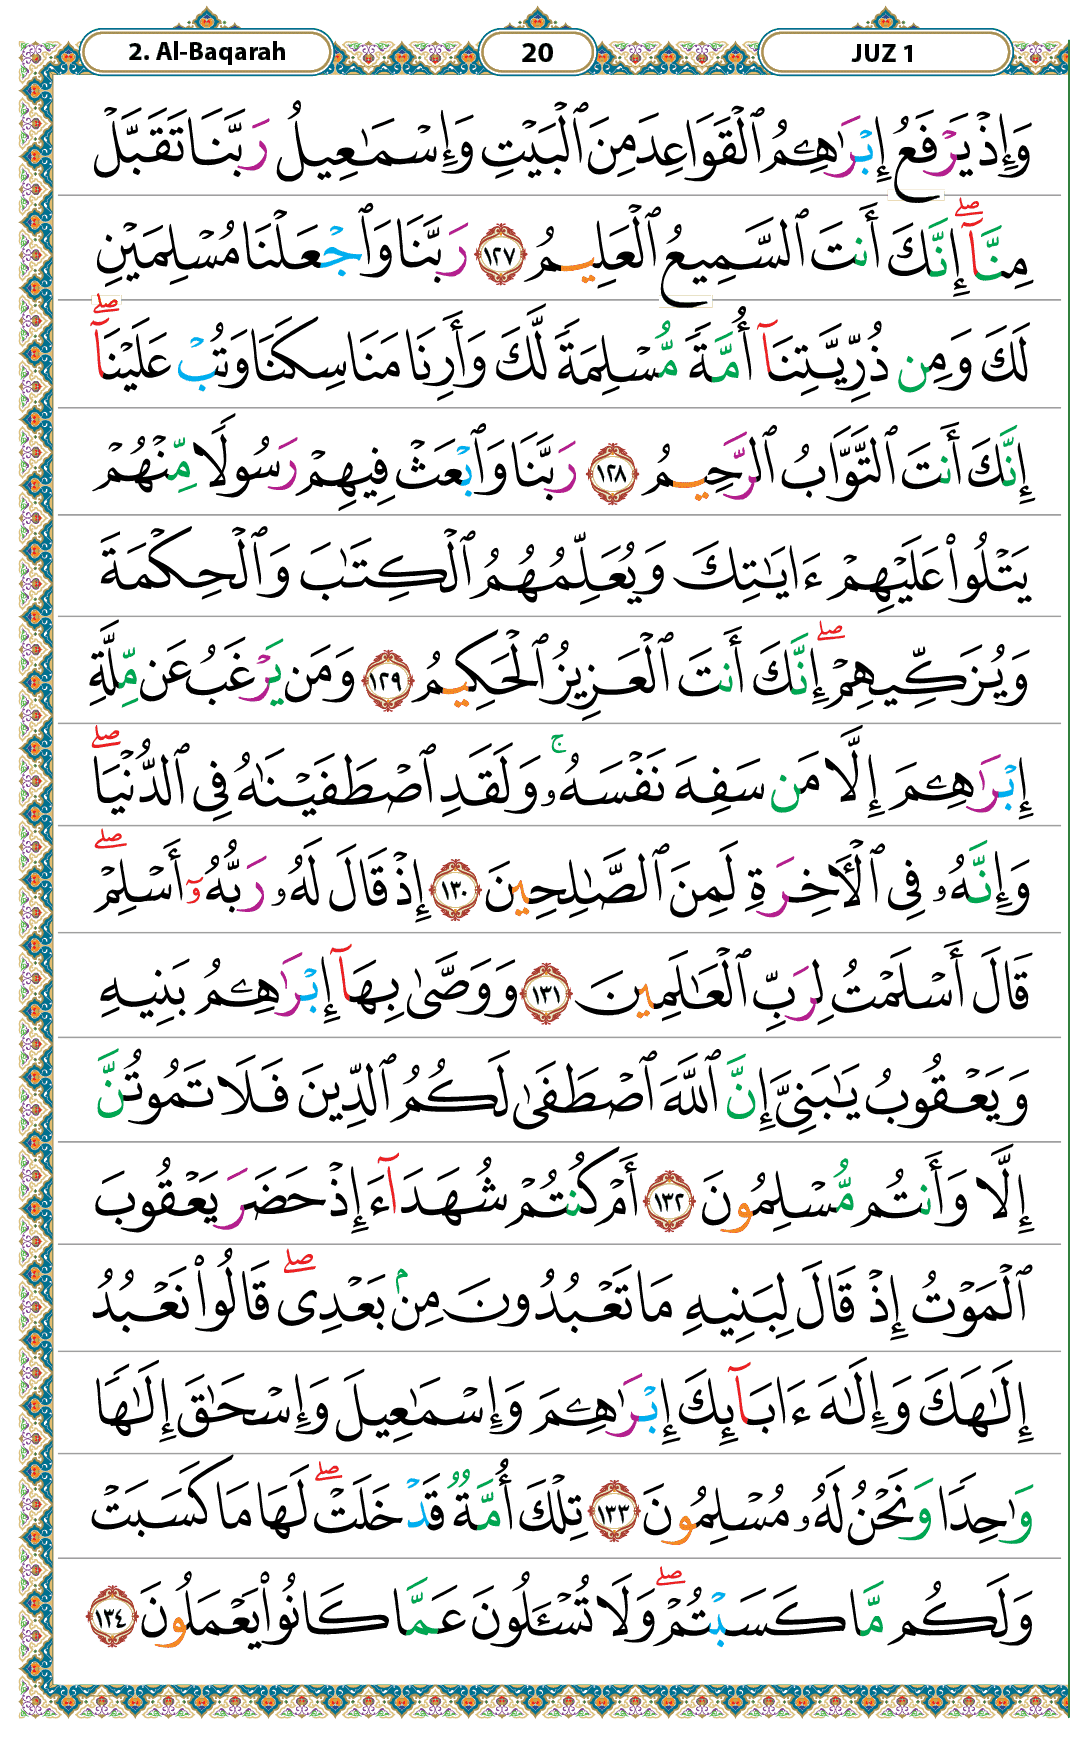 2. Al-Baqarah 20 JUZ 1
وَإِذْ يَرْفَعُ إِبْرَٰهِـۧمُ ٱلْقَوَاعِدَ مِنَ ٱلْبَيْتِ وَإِسْمَـٰعِيلُ رَبَّنَا تَقَبَّلْ
مِنَّآ ۖ إِنَّكَ أَنتَ ٱلسَّمِيعُ ٱلْعَلِيمُ ١٢٧ رَبَّنَا وَٱجْعَلْنَا مُسْلِمَيْنِ
لَكَ وَمِن ذُرِّيَّتِنَآ أُمَّةً مُّسْلِمَةً لَّكَ وَأَرِنَا مَنَاسِكَنَا وَتُبْ عَلَيْنَآ ۖ
إِنَّكَ أَنتَ ٱلتَّوَّابُ ٱلرَّحِيمُ ١٢٨ رَبَّنَا وَٱبْعَثْ فِيهِمْ رَسُولًا مِّنْهُمْ
يَتْلُوا۟ عَلَيْهِمْ ءَايَـٰتِكَ وَيُعَلِّمُهُمُ ٱلْكِتَـٰبَ وَٱلْحِكْمَةَ
وَيُزَكِّيهِمْ ۖ إِنَّكَ أَنتَ ٱلْعَزِيزُ ٱلْحَكِيمُ ١٢٩ وَمَن يَرْغَبُ عَن مِّلَّةِ
إِبْرَٰهِـۧمَ إِلَّا مَن سَفِهَ نَفْسَهُۥ ۚ وَلَقَدِ ٱصْطَفَيْنَـٰهُ فِى ٱلدُّنْيَا ۖ
وَإِنَّهُۥ فِى ٱلْـَٔاخِرَةِ لَمِنَ ٱلصَّـٰلِحِينَ ١٣٠ إِذْ قَالَ لَهُۥ رَبُّهُۥٓ أَسْلِمْ ۖ
قَالَ أَسْلَمْتُ لِرَبِّ ٱلْعَـٰلَمِينَ ١٣١ وَوَصَّىٰ بِهَآ إِبْرَٰهِـۧمُ بَنِيهِ
وَيَعْقُوبُ يَـٰبَنِىَّ إِنَّ ٱللَّهَ ٱصْطَفَىٰ لَكُمُ ٱلدِّينَ فَلَا تَمُوتُنَّ
إِلَّا وَأَنتُم مُّسْلِمُونَ ١٣٢ أَمْ كُنتُمْ شُهَدَآءَ إِذْ حَضَرَ يَعْقُوبَ
ٱلْمَوْتُ إِذْ قَالَ لِبَنِيهِ مَا تَعْبُدُونَ مِنۢ بَعْدِى ۖ قَالُوا۟ نَعْبُدُ
إِلَـٰهَكَ وَإِلَـٰهَ ءَابَآئِكَ إِبْرَٰهِـۧمَ وَإِسْمَـٰعِيلَ وَإِسْحَـٰقَ إِلَـٰهًا
وَٰحِدًا وَنَحْنُ لَهُۥ مُسْلِمُونَ ١٣٣ تِلْكَ أُمَّةٌ قَدْ خَلَتْ ۖ لَهَا مَا كَسَبَتْ
وَلَكُم مَّا كَسَبْتُمْ ۖ وَلَا تُسْـَٔلُونَ عَمَّا كَانُوا۟ يَعْمَلُونَ ١٣٤